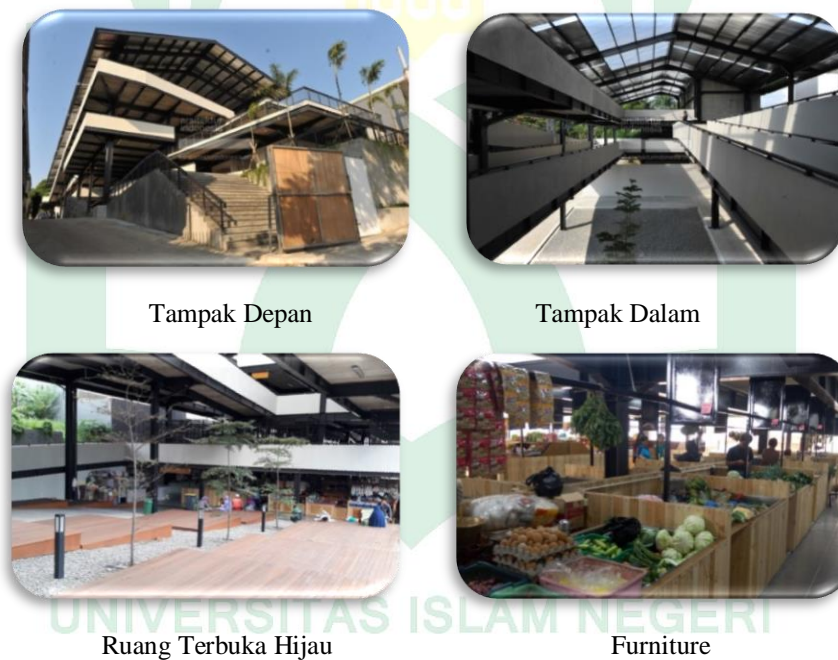 Tampak Depan
Tampak Dalam
Ruang Terbuka Hijau
Furniture
UNIVERSITAS ISLAM NEGERI